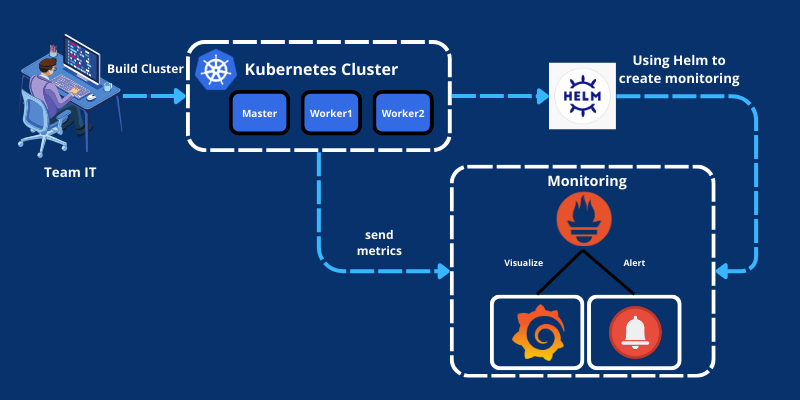 Build Cluster
Kubernetes Cluster
Master
Worker1
Worker2
Team IT
HELM
Using Helm to
create monitoring
send
metrics
Monitoring
Visualize
Alert